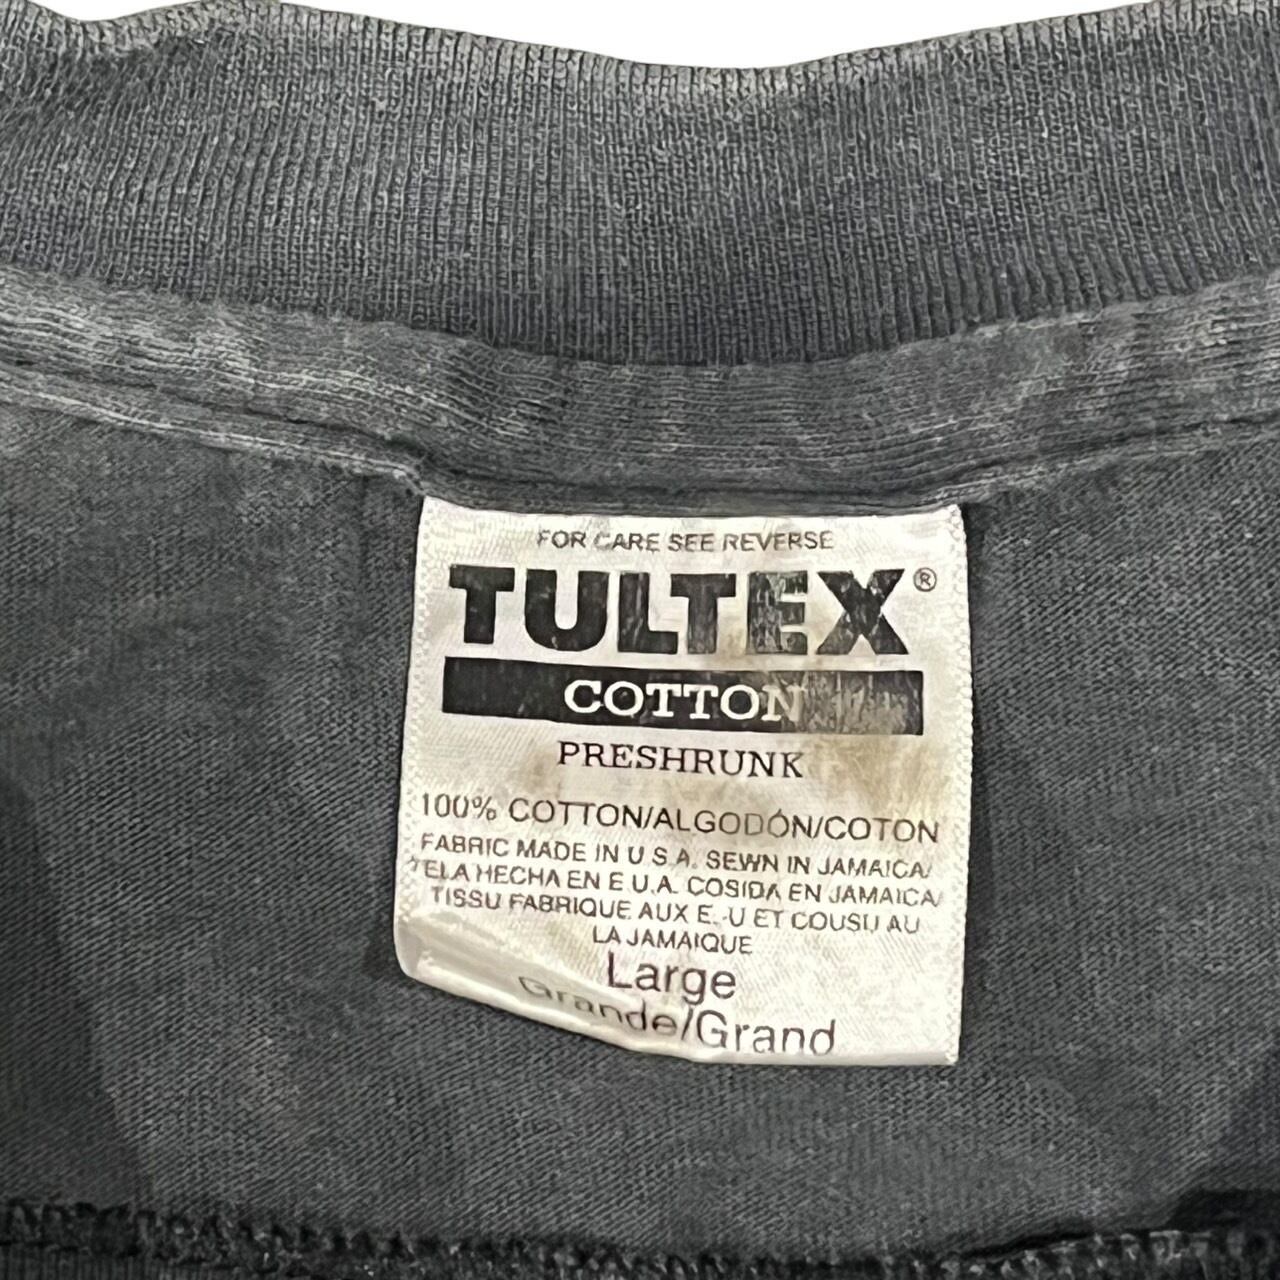 FOR CARE SEE REVERSE
TULTEX®
COTTON
PRESHRUNK
100% COTTON/ALGODÓN/COTON
FABRIC MADE IN U.S.A. SEWN IN JAMAICA/
TELA HECHA EN E.U.A. COSIDA EN JAMAICA/
TISSU FABRIQUE AUX E.-U ET COUSU AU
LA JAMAIQUE
Large
Grande/Grand